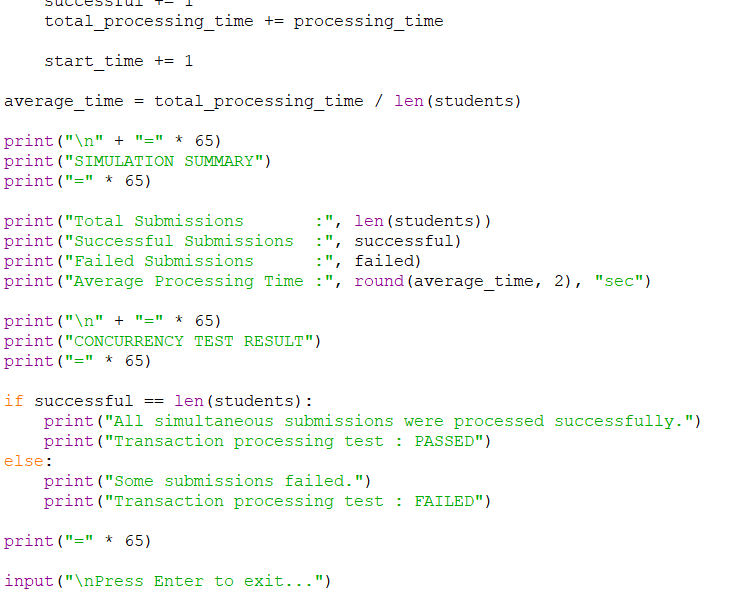 successful += 1
    total_processing_time += processing_time

    start_time += 1

average_time = total_processing_time / len(students)

print("\n" + "=" * 65)
print("SIMULATION SUMMARY")
print("=" * 65)

print("Total Submissions       :", len(students))
print("Successful Submissions  :", successful)
print("Failed Submissions      :", failed)
print("Average Processing Time :", round(average_time, 2), "sec")

print("\n" + "=" * 65)
print("CONCURRENCY TEST RESULT")
print("=" * 65)

if successful == len(students):
    print("All simultaneous submissions were processed successfully.")
    print("Transaction processing test : PASSED")
else:
    print("Some submissions failed.")
    print("Transaction processing test : FAILED")

print("=" * 65)

input("\nPress Enter to exit...")